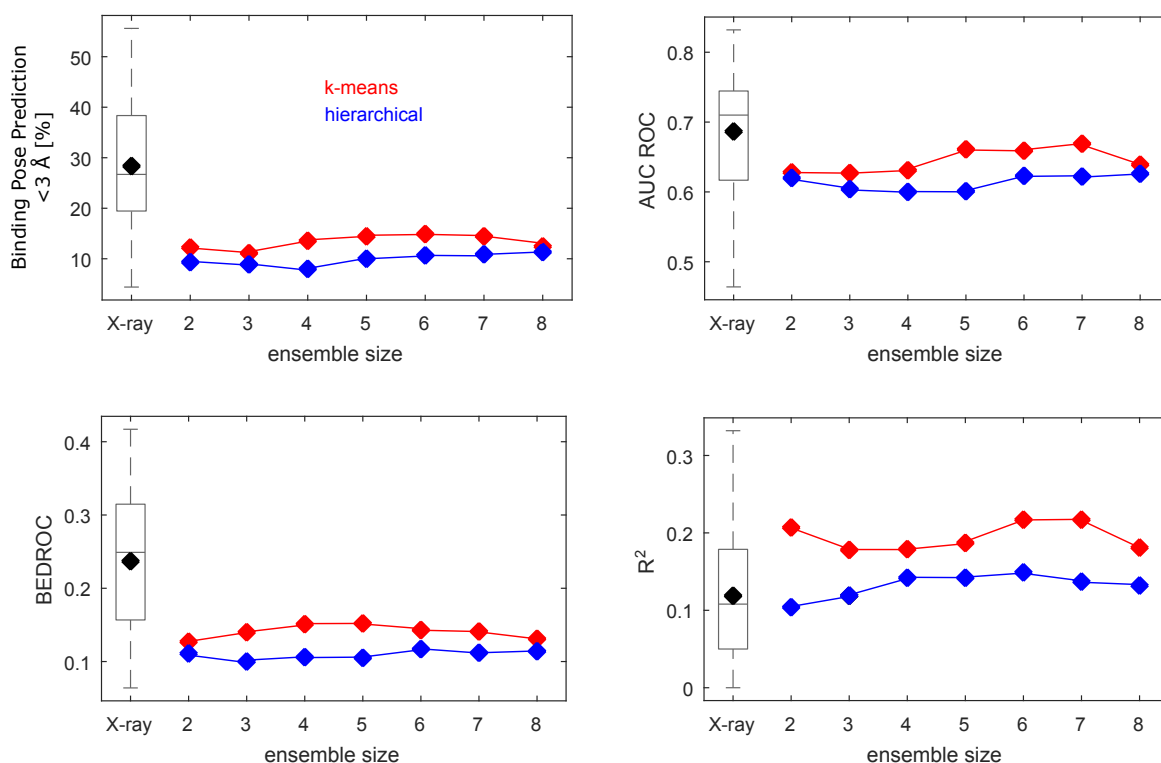 Binding Pose Prediction
<3 Å [%]
50
40
30
20
10
k-means
hierarchical
X-ray 2 3 4 5 6 7 8
ensemble size
AUC ROC
0.8
0.7
0.6
0.5
X-ray 2 3 4 5 6 7 8
ensemble size
BEDROC
0.4
0.3
0.2
0.1
X-ray 2 3 4 5 6 7 8
ensemble size
R²
0.3
0.2
0.1
0
X-ray 2 3 4 5 6 7 8
ensemble size